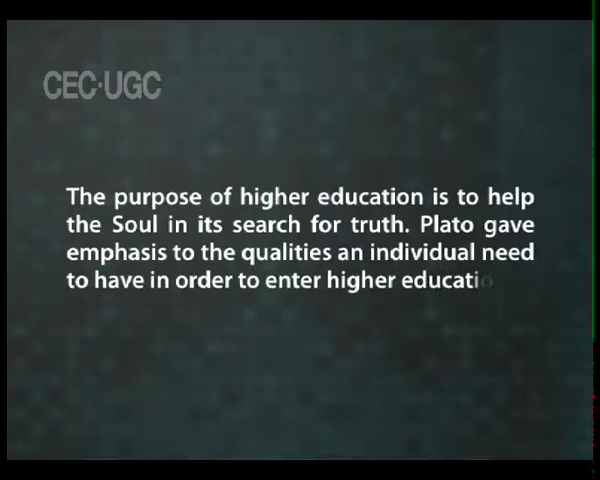 CEC-UGC
The purpose of higher education is to help
the Soul in its search for truth. Plato gave
emphasis to the qualities an individual need
to have in order to enter higher educatio